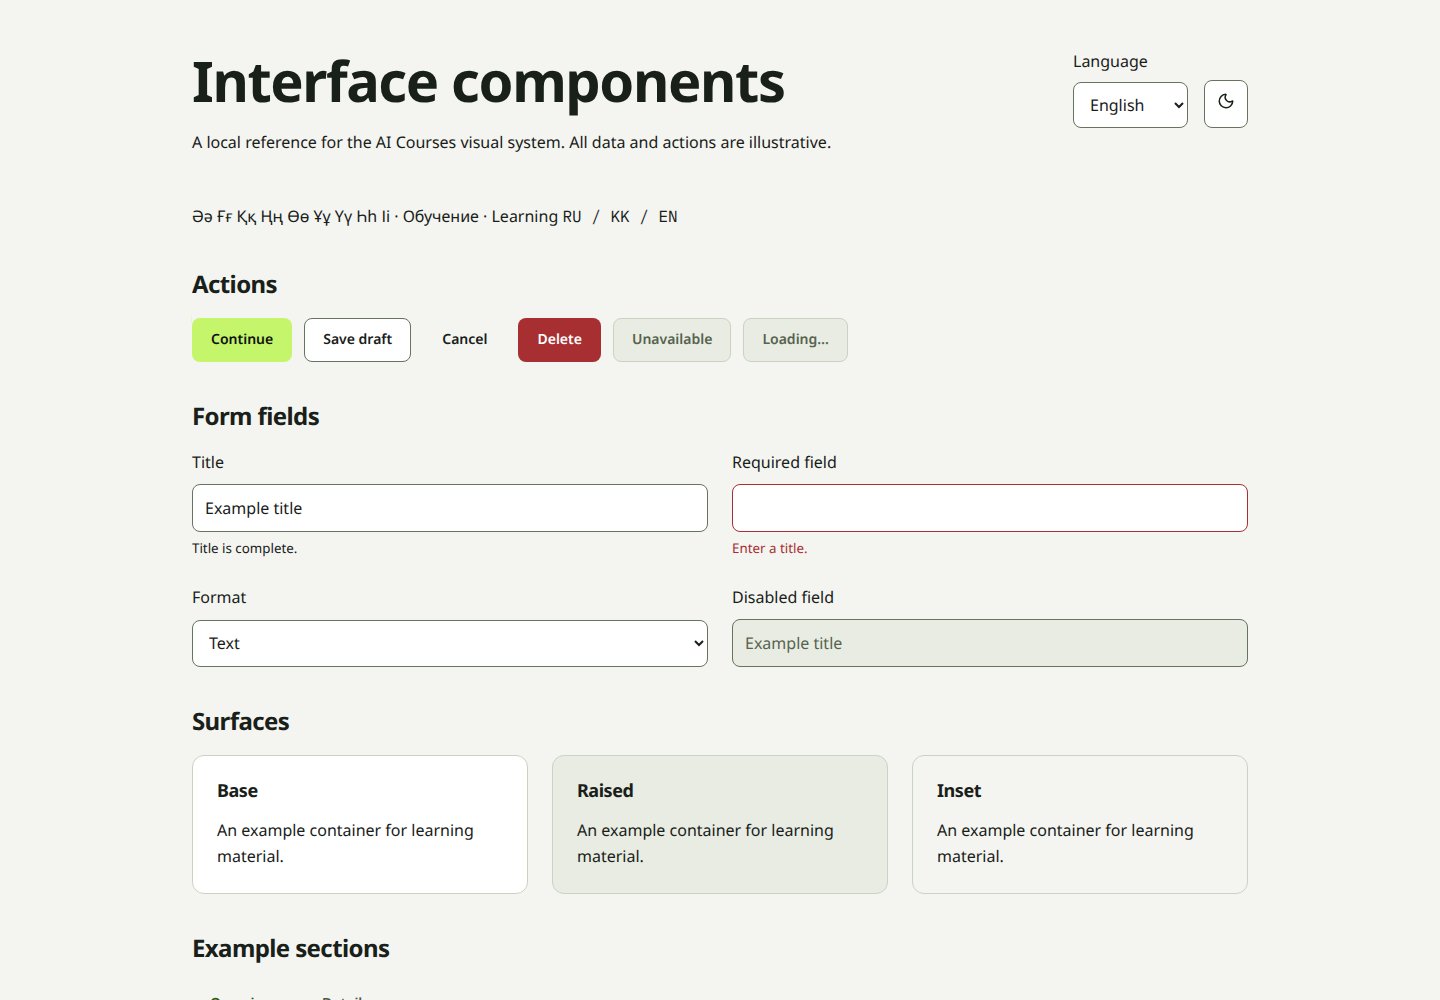 Interface components
Language
English
A local reference for the AI Courses visual system. All data and actions are illustrative.
Әә Ғғ Ққ Ңң Өө Ұұ Үү Һһ Іі · Обучение · Learning RU / KK / EN
Actions
Continue
Save draft
Cancel
Delete
Unavailable
Loading...
Form fields
Title
Required field
Example title
Title is complete.
Enter a title.
Format
Disabled field
Text
Example title
Surfaces
Base
Raised
Inset
An example container for learning
material.
An example container for learning
material.
An example container for learning
material.
Example sections